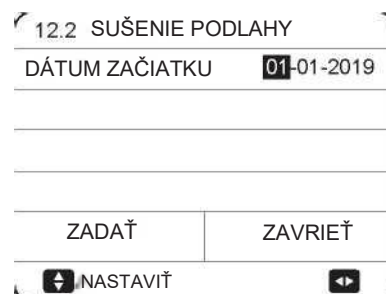 12.2 SUŠENIE PODLAHY
DÁTUM ZAČIATKU 01-01-2019
ZADAŤ ZAVRIEŤ
NASTAVIŤ